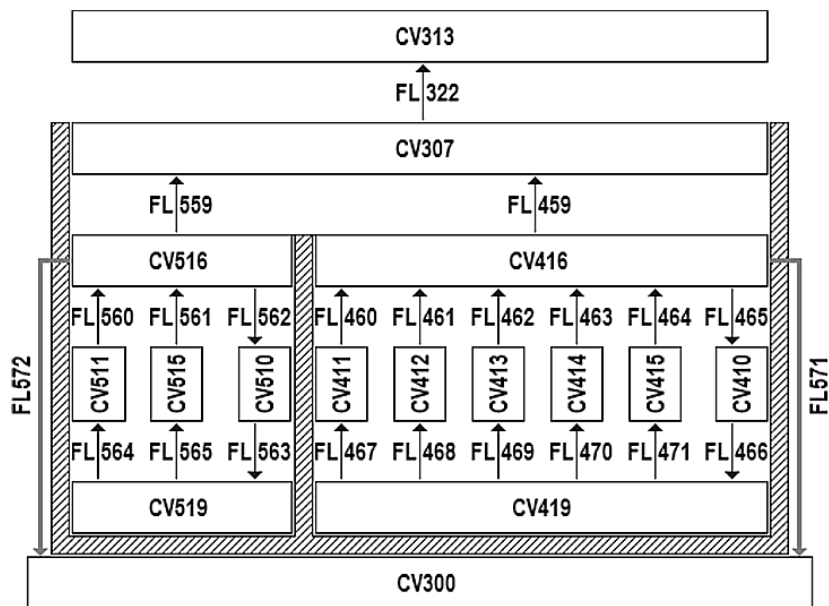 CV313
FL 322
CV307
FL 559 FL 459
CV516 CV416
FL 560 FL 561 FL 562 FL 460 FL 461 FL 462 FL 463 FL 464 FL 465
FL572 CV511 CV515 CV510 CV411 CV412 CV413 CV414 CV415 CV410 FL571
FL 564 FL 565 FL 563 FL 467 FL 468 FL 469 FL 470 FL 471 FL 466
CV519 CV419
CV300